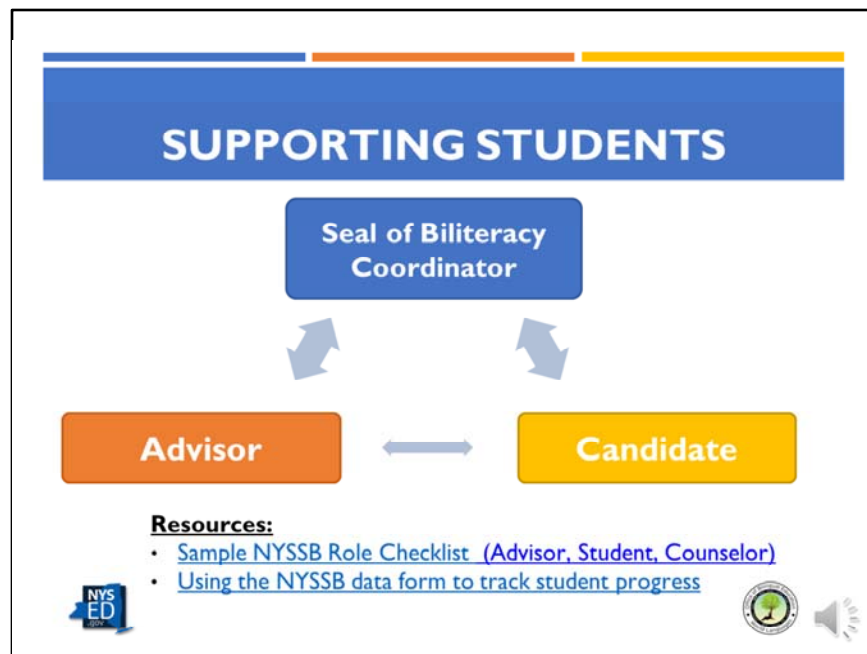 SUPPORTING STUDENTS
Seal of Biliteracy
Coordinator
Advisor
Candidate
Resources:
• Sample NYSSB Role Checklist (Advisor, Student, Counselor)
• Using the NYSSB data form to track student progress
NYS
ED
.gov